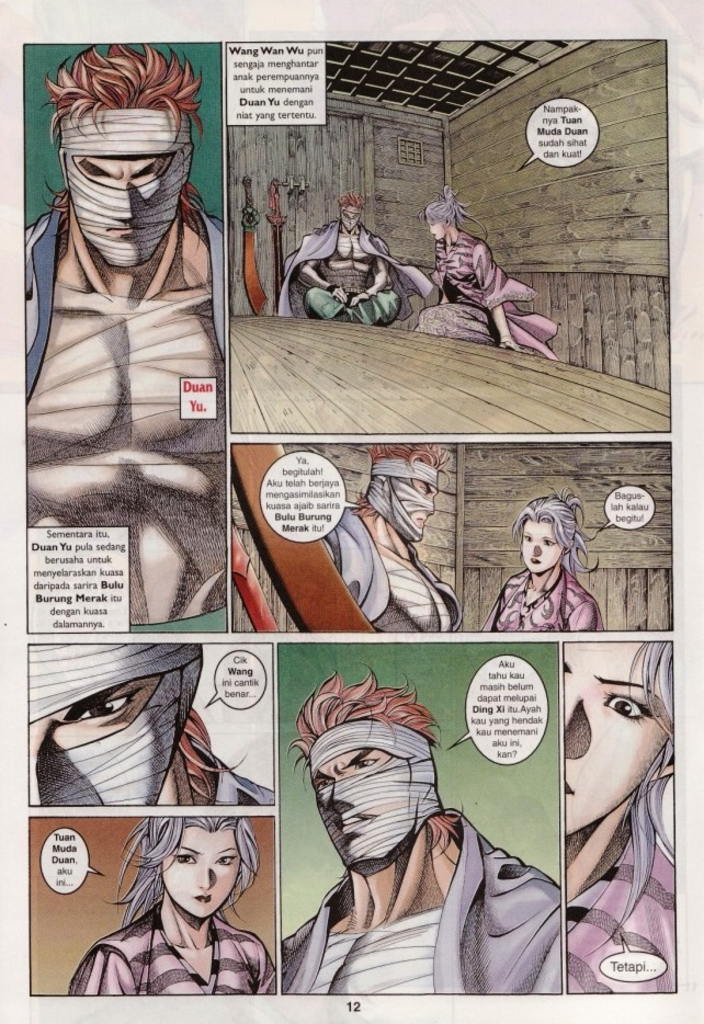 Duan
Yu.
Sementara itu,
Duan Yu pula sedang
berusaha untuk
menyelaraskan kuasa
daripada sarira Bulu
Burung Merak itu
dengan kuasa
dalamannya.
Wang Wan Wu pun
sengaja menghantar
anak perempuannya
untuk menemani
Duan Yu dengan
niat yang tertentu.
Nampak-
nya Tuan
Muda Duan
sudah sihat
dan kuat!
Ya,
begitulah!
Aku telah berjaya
mengasimilasikan
kuasa ajaib sarira
Bulu Burung
Merak itu!
Bagus-
lah kalau
begitu!
Cik
Wang
ini cantik
benar...
Tuan
Muda
Duan,
aku
ini...
Aku
tahu kau
masih belum
dapat melupai
Ding Xi itu.Ayah
kau yang hendak
kau menemani
aku ini,
kan?
Tetapi...
12